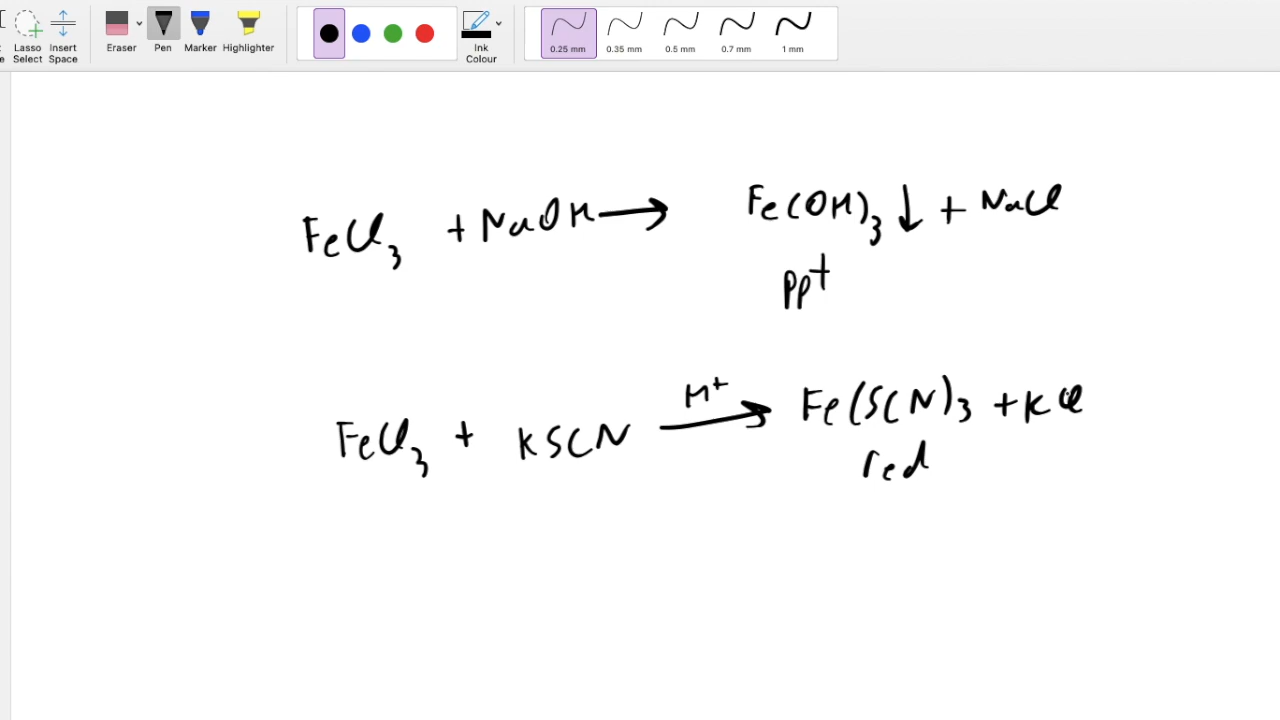 Eraser Pen Marker Highlighter
Lasso Select
Insert Space
Ink Colour
0.25 mm 0.35 mm 0.5 mm 0.7 mm 1 mm
FeCl₃ + NaOH → Fe(OH)₃ ↓ + NaCl
ppt
H⁺
FeCl₃ + KSCN → Fe(SCN)₃ + KCl
red